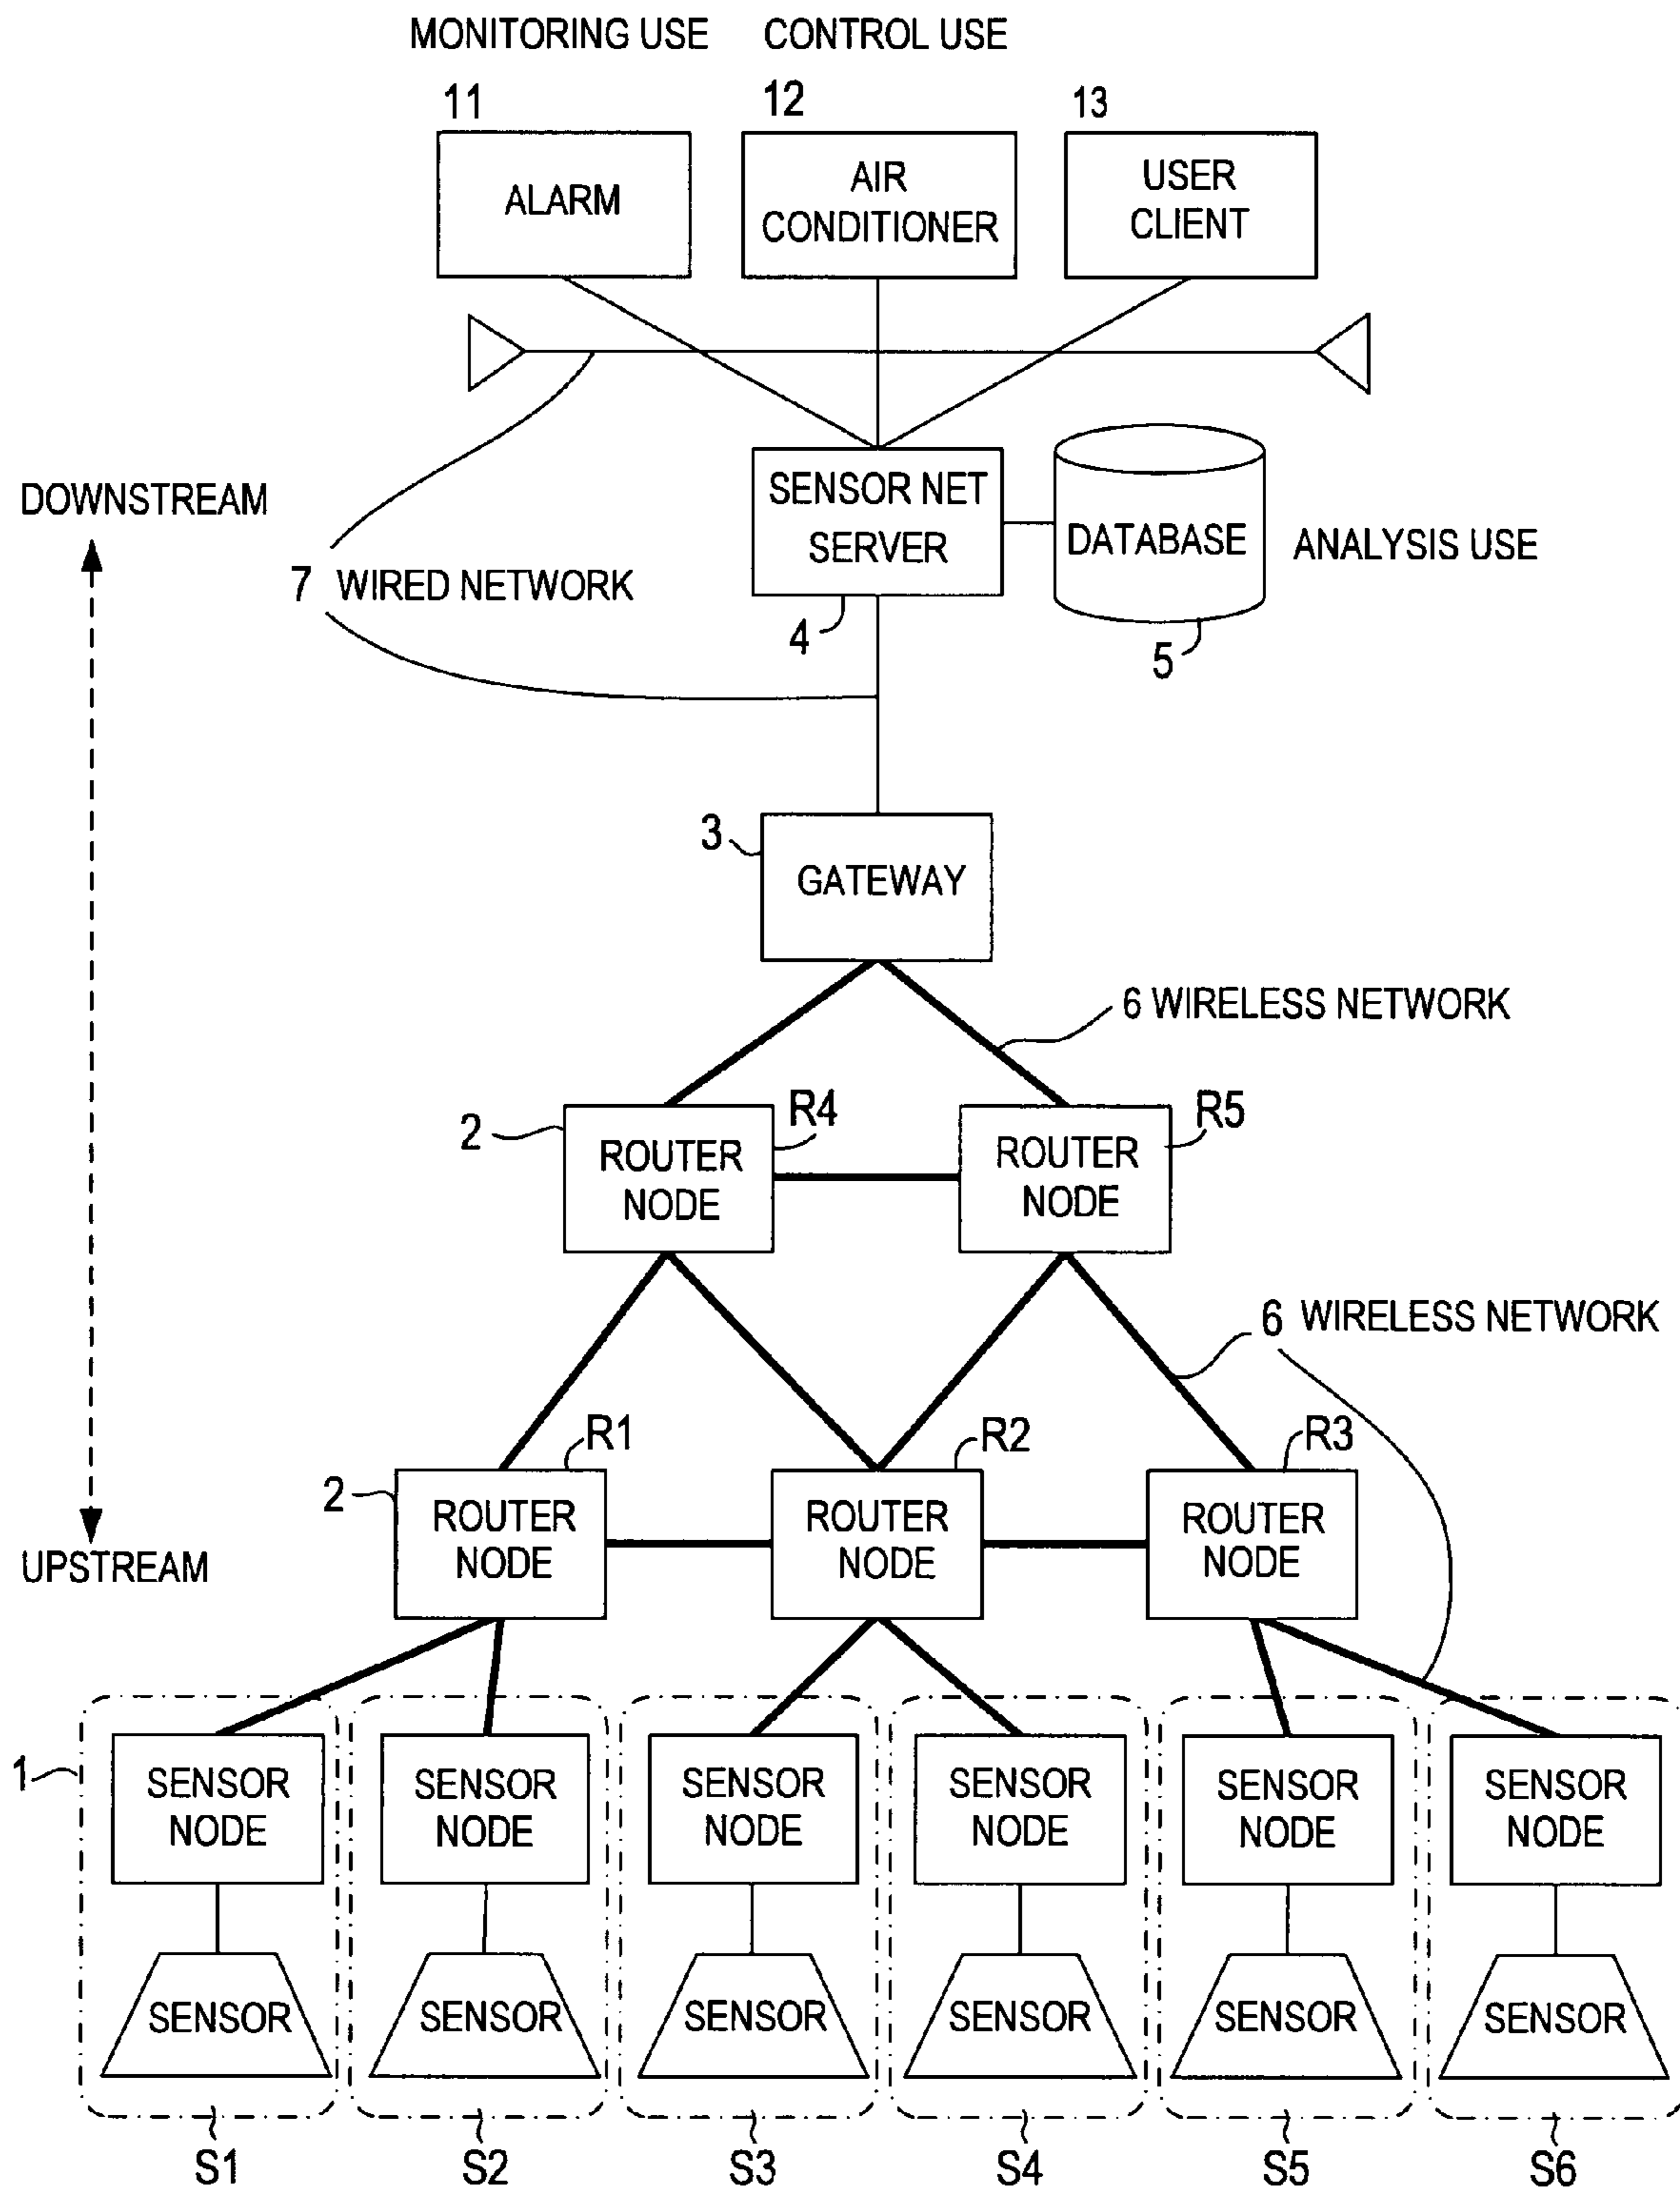 MONITORING USE
CONTROL USE
11
12
13
ALARM
AIR
CONDITIONER
USER
CLIENT
DOWNSTREAM
SENSOR NET
SERVER
DATABASE
ANALYSIS USE
7 WIRED NETWORK
4
5
3
GATEWAY
6 WIRELESS NETWORK
2
R4
R5
ROUTER
NODE
ROUTER
NODE
6 WIRELESS NETWORK
R1
R2
R3
2
ROUTER
NODE
ROUTER
NODE
ROUTER
NODE
UPSTREAM
1
SENSOR
NODE
SENSOR
NODE
SENSOR
NODE
SENSOR
NODE
SENSOR
NODE
SENSOR
NODE
SENSOR
SENSOR
SENSOR
SENSOR
SENSOR
SENSOR
S1
S2
S3
S4
S5
S6